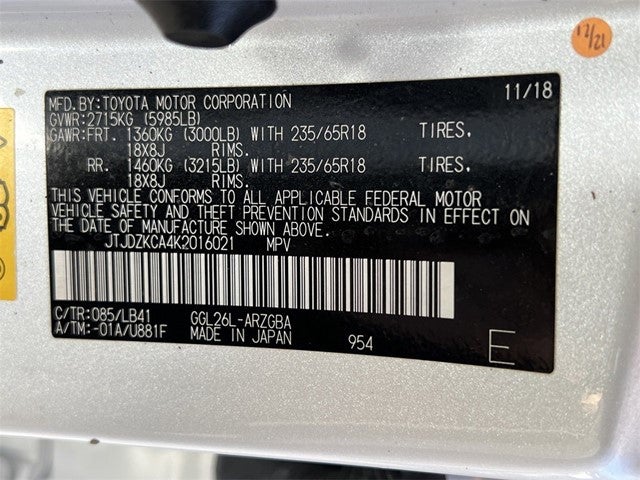 12/21
MFD.BY:TOYOTA MOTOR CORPORATION 11/18
GVWR:2715KG (5985LB)
GAWR:FRT. 1360KG (3000LB) WITH 235/65R18 TIRES,
18X8J RIMS.
RR. 1460KG (3215LB) WITH 235/65R18 TIRES,
18X8J RIMS.
THIS VEHICLE CONFORMS TO ALL APPLICABLE FEDERAL MOTOR
VEHICLE SAFETY AND THEFT PREVENTION STANDARDS IN EFFECT ON
THE DATE OF MANUFACTURE SHOWN ABOVE.
JTJDZKCA4K2016021 MPV
C/TR:085/LB41 GGL26L-ARZGBA
A/TM:-01A/U881F MADE IN JAPAN 954 E